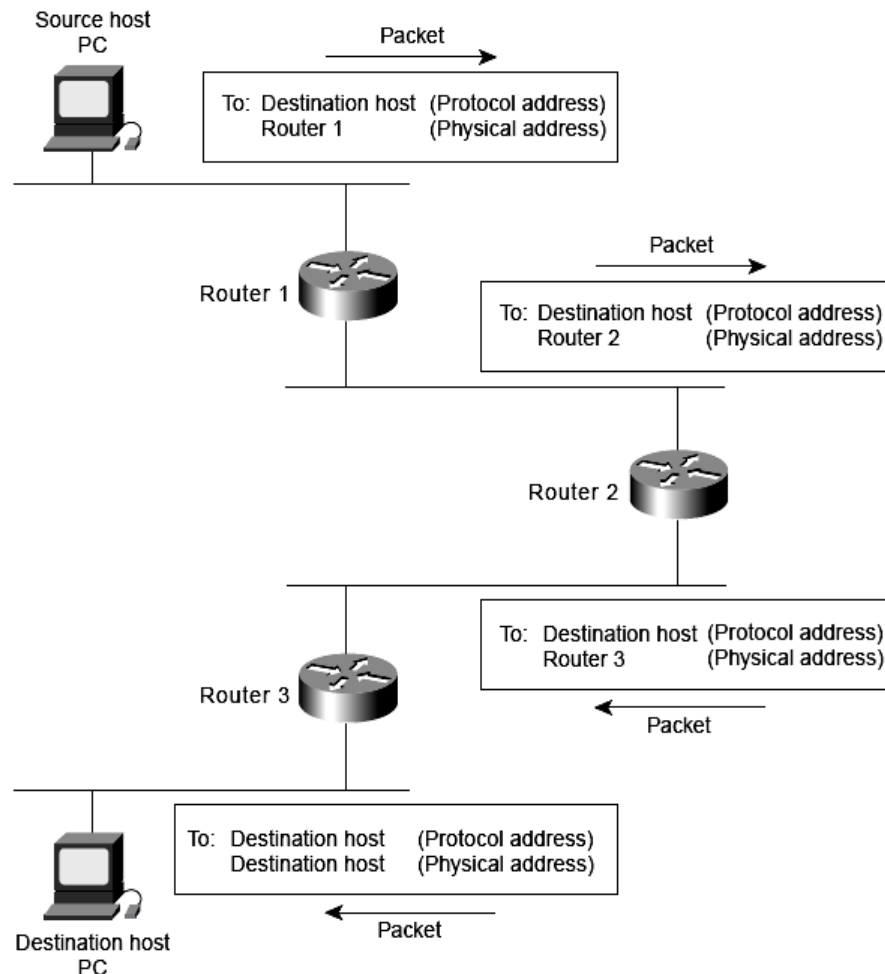 Source host
PC
Packet
To: Destination host (Protocol address)
Router 1 (Physical address)
Router 1
Packet
To: Destination host (Protocol address)
Router 2 (Physical address)
Router 2
To: Destination host (Protocol address)
Router 3 (Physical address)
Packet
Router 3
To: Destination host (Protocol address)
Destination host (Physical address)
Packet
Destination host
PC